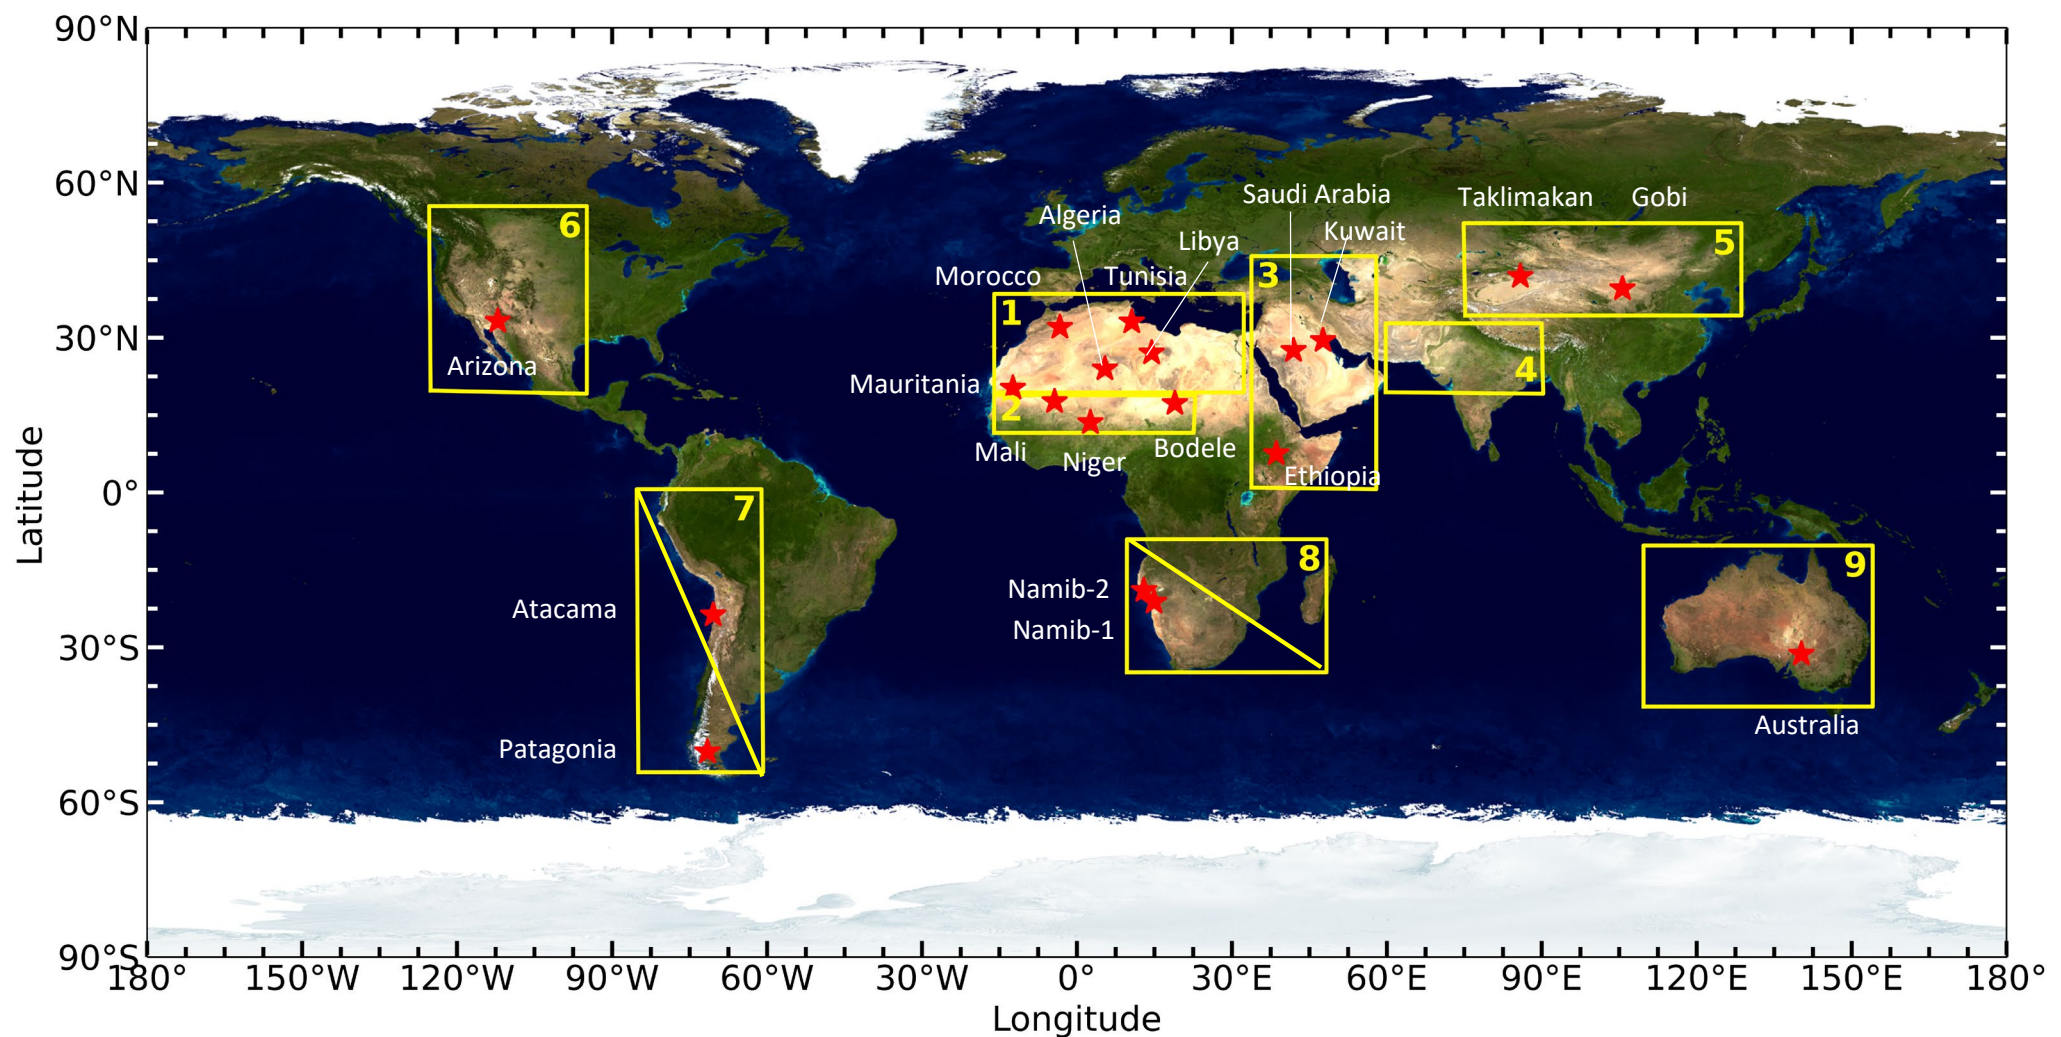 90°N
60°N
30°N
0°
30°S
60°S
90°S
Latitude
Saudi Arabia
Taklimakan
Gobi
Algeria
6
Kuwait
Libya
5
Morocco
Tunisia
3
1
Arizona
4
Mauritania
2
Mali
Niger
Bodele
Ethiopia
7
8
9
Namib-2
Atacama
Namib-1
Australia
Patagonia
180°
150°W
120°W
90°W
60°W
30°W
0°
30°E
60°E
90°E
120°E
150°E
180°
Longitude